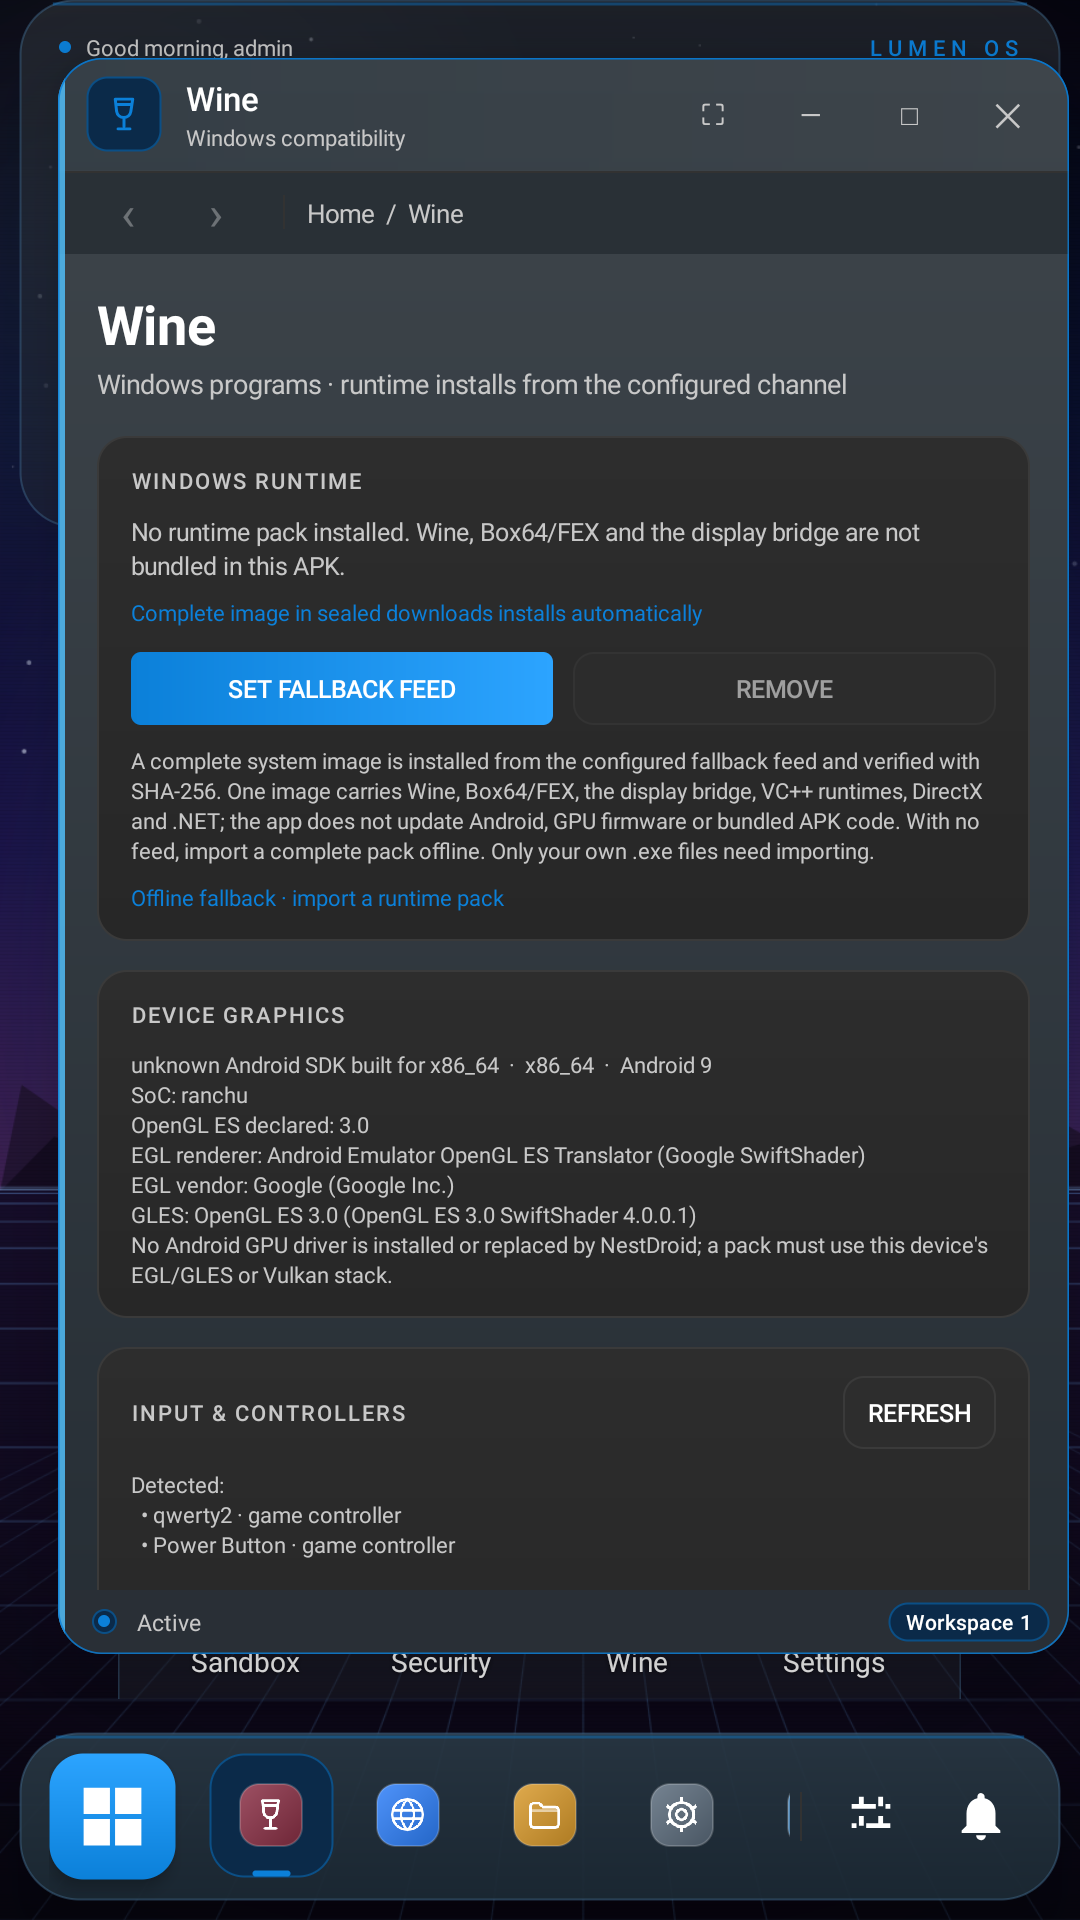 Good morning, admin
LUMEN OS
Wine
Windows compatibility
Home / Wine
Wine
Windows programs · runtime installs from the configured channel
WINDOWS RUNTIME
No runtime pack installed. Wine, Box64/FEX and the display bridge are not
bundled in this APK.
Complete image in sealed downloads installs automatically
SET FALLBACK FEED
REMOVE
A complete system image is installed from the configured fallback feed and verified with
SHA-256. One image carries Wine, Box64/FEX, the display bridge, VC++ runtimes, DirectX
and .NET; the app does not update Android, GPU firmware or bundled APK code. With no
feed, import a complete pack offline. Only your own .exe files need importing.
Offline fallback · import a runtime pack
DEVICE GRAPHICS
unknown Android SDK built for x86_64 · x86_64 · Android 9
SoC: ranchu
OpenGL ES declared: 3.0
EGL renderer: Android Emulator OpenGL ES Translator (Google SwiftShader)
EGL vendor: Google (Google Inc.)
GLES: OpenGL ES 3.0 (OpenGL ES 3.0 SwiftShader 4.0.0.1)
No Android GPU driver is installed or replaced by NestDroid; a pack must use this device's
EGL/GLES or Vulkan stack.
INPUT & CONTROLLERS
REFRESH
Detected:
• qwerty2 · game controller
• Power Button · game controller
Active
Workspace 1
Sandbox
Security
Wine
Settings